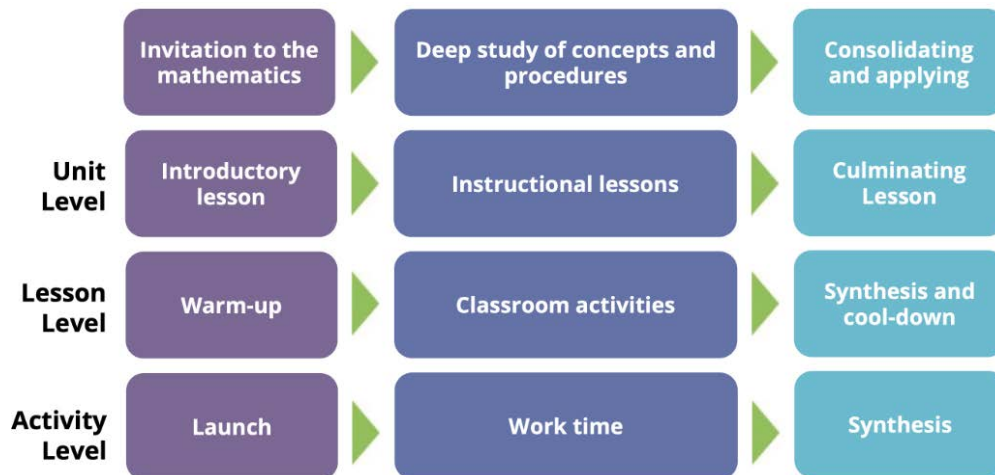 Invitation to the
mathematics
Deep study of concepts and
procedures
Consolidating
and applying
Unit
Level
Introductory
lesson
Instructional lessons
Culminating
Lesson
Lesson
Level
Warm-up
Classroom activities
Synthesis and
cool-down
Activity
Level
Launch
Work time
Synthesis